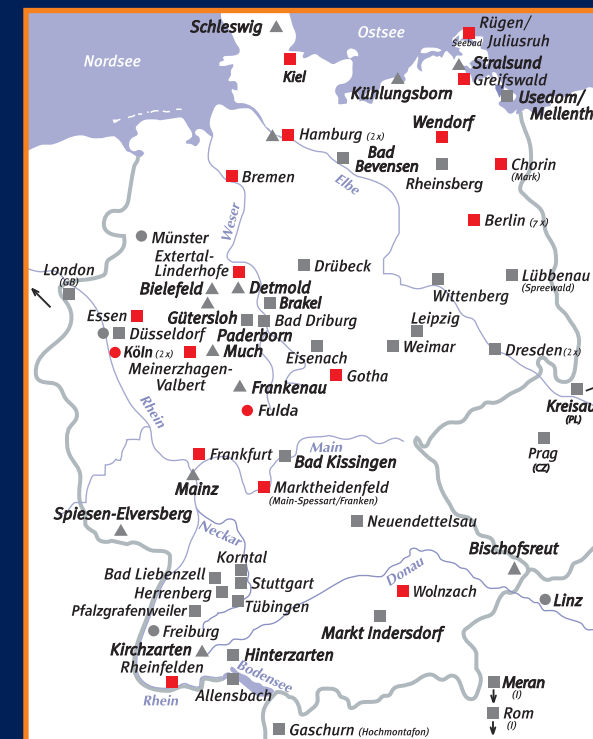 Schleswig
Ostsee
Rügen/
Seebad Juliusruh
Nordsee
Kiel
Stralsund
Greifswald
Kühlungsborn
Usedom/
Mellenth
Wendorf
Hamburg (2 x)
Bad
Bevensen
Chorin
(Mark)
Rheinsberg
Bremen
Elbe
Weser
Berlin (7 x)
Münster
Extertal-
Linderhofe
Drübeck
London
(GB)
Lübbenau
(Spreewald)
Bielefeld
Detmold
Wittenberg
Brakel
Essen
Gütersloh
Bad Driburg
Leipzig
Düsseldorf
Paderborn
Köln (2 x)
Much
Eisenach
Weimar
Dresden (2 x)
Meinerzhagen-
Valbert
Gotha
Frankenau
Kreisau
(PL)
Rhein
Fulda
Main
Frankfurt
Bad Kissingen
Prag
(CZ)
Mainz
Marktheidenfeld
(Main-Spessart/Franken)
Spiesen-Elversberg
Neckar
Neuendettelsau
Bischofsreut
Korntal
Donau
Bad Liebenzell
Stuttgart
Herrenberg
Wolnzach
Linz
Pfalzgrafenweiler
Tübingen
Freiburg
Markt Indersdorf
Kirchzarten
Hinterzarten
Rheinfelden
Bodensee
Meran
(I)
Rhein
Allensbach
Rom
(I)
Gaschurn (Hochmontafon)